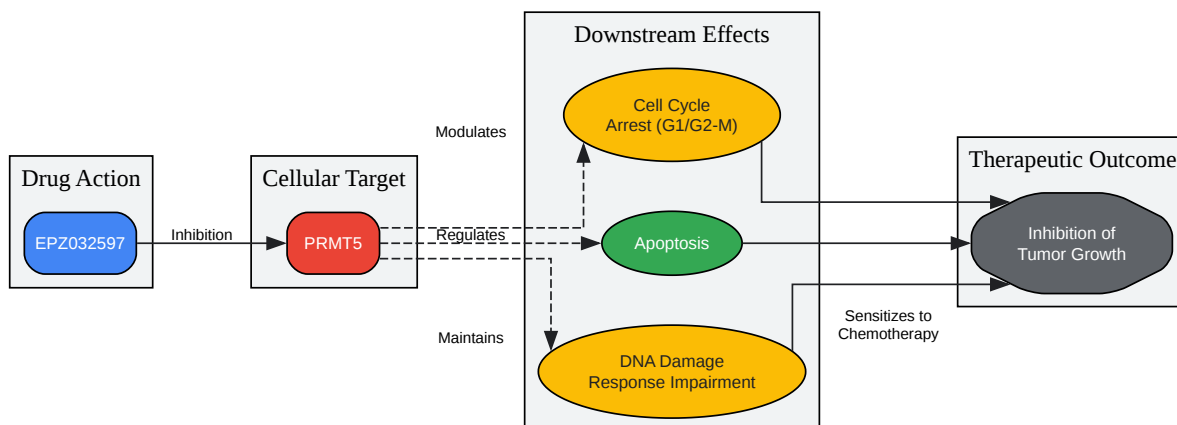 Drug Action
EPZ032597
Inhibition
Cellular Target
PRMT5
Modulates
Regulates
Maintains
Downstream Effects
Cell Cycle
Arrest (G1/G2-M)
Apoptosis
DNA Damage
Response Impairment
Sensitizes to
Chemotherapy
Therapeutic Outcome
Inhibition of
Tumor Growth